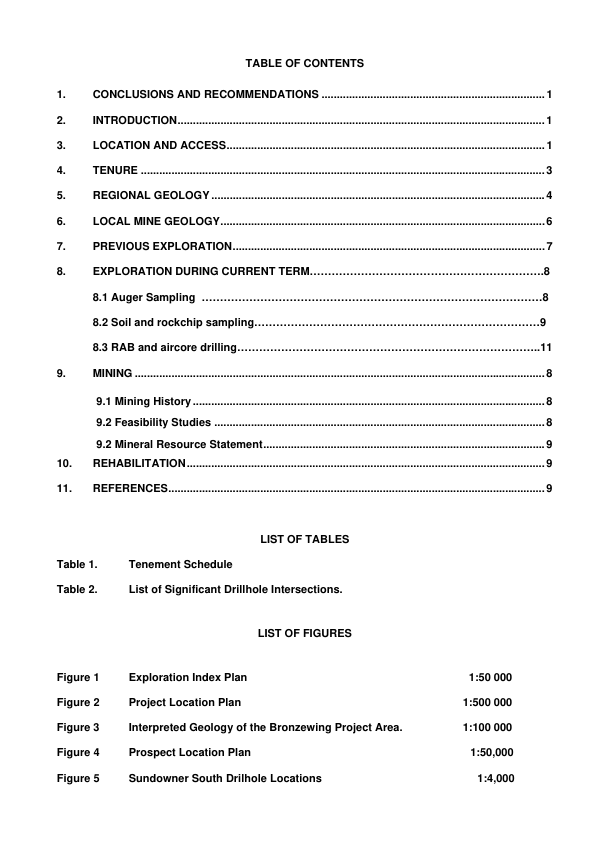 TABLE OF CONTENTS
1. CONCLUSIONS AND RECOMMENDATIONS ........................................................................... 1
2. INTRODUCTION.......................................................................................................................... 1
3. LOCATION AND ACCESS.......................................................................................................... 1
4. TENURE ...................................................................................................................................... 3
5. REGIONAL GEOLOGY ............................................................................................................... 4
6. LOCAL MINE GEOLOGY............................................................................................................ 6
7. PREVIOUS EXPLORATION........................................................................................................ 7
8. EXPLORATION DURING CURRENT TERM……………………………………………………….8
8.1 Auger Sampling …………………………………………………………………………………8
8.2 Soil and rockchip sampling……………………………………………………………………9
8.3 RAB and aircore drilling………………………………………………………………………..11
9. MINING ........................................................................................................................................ 8
9.1 Mining History ..................................................................................................................... 8
9.2 Feasibility Studies ............................................................................................................... 8
9.2 Mineral Resource Statement............................................................................................... 9
10. REHABILITATION....................................................................................................................... 9
11. REFERENCES............................................................................................................................. 9
LIST OF TABLES
Table 1. Tenement Schedule
Table 2. List of Significant Drillhole Intersections.
LIST OF FIGURES
Figure 1 Exploration Index Plan 1:50 000
Figure 2 Project Location Plan 1:500 000
Figure 3 Interpreted Geology of the Bronzewing Project Area. 1:100 000
Figure 4 Prospect Location Plan 1:50,000
Figure 5 Sundowner South Drilhole Locations 1:4,000